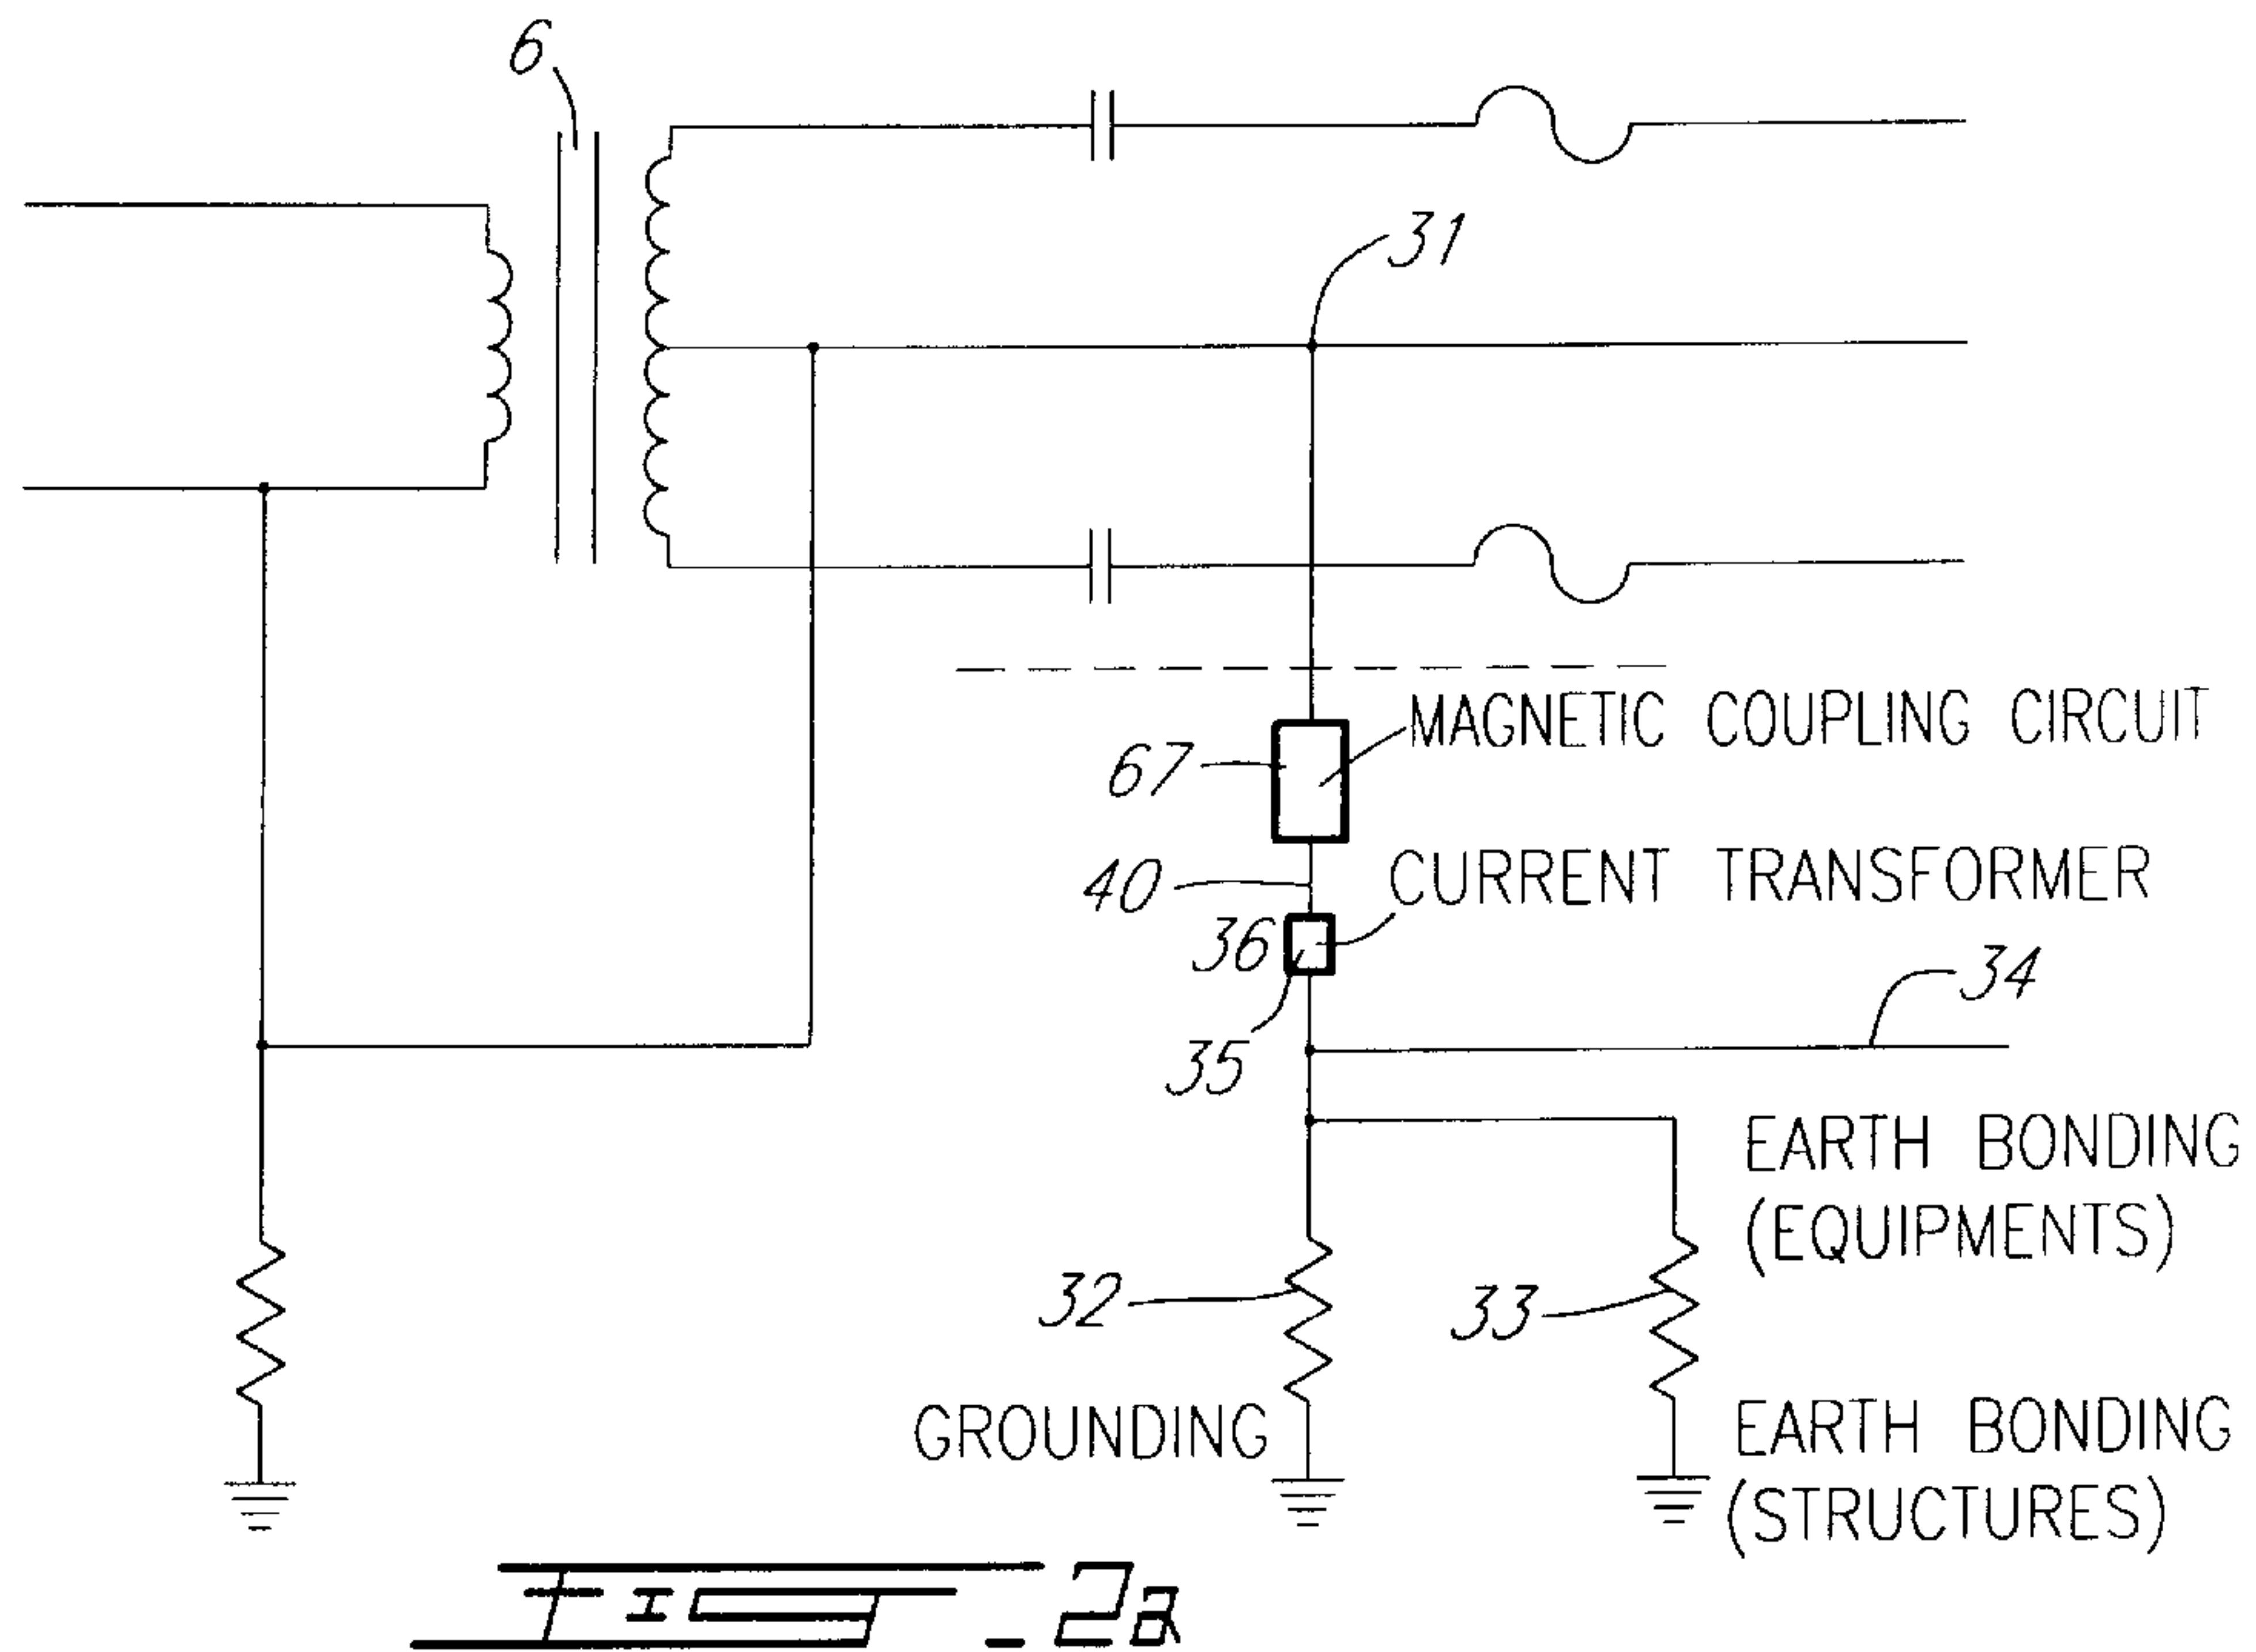 6
31
MAGNETIC COUPLING CIRCUIT
67
40
CURRENT TRANSFORMER
36
34
35
EARTH BONDING
(EQUIPMENTS)
32
33
GROUNDING
EARTH BONDING
(STRUCTURES)
FIG_2a